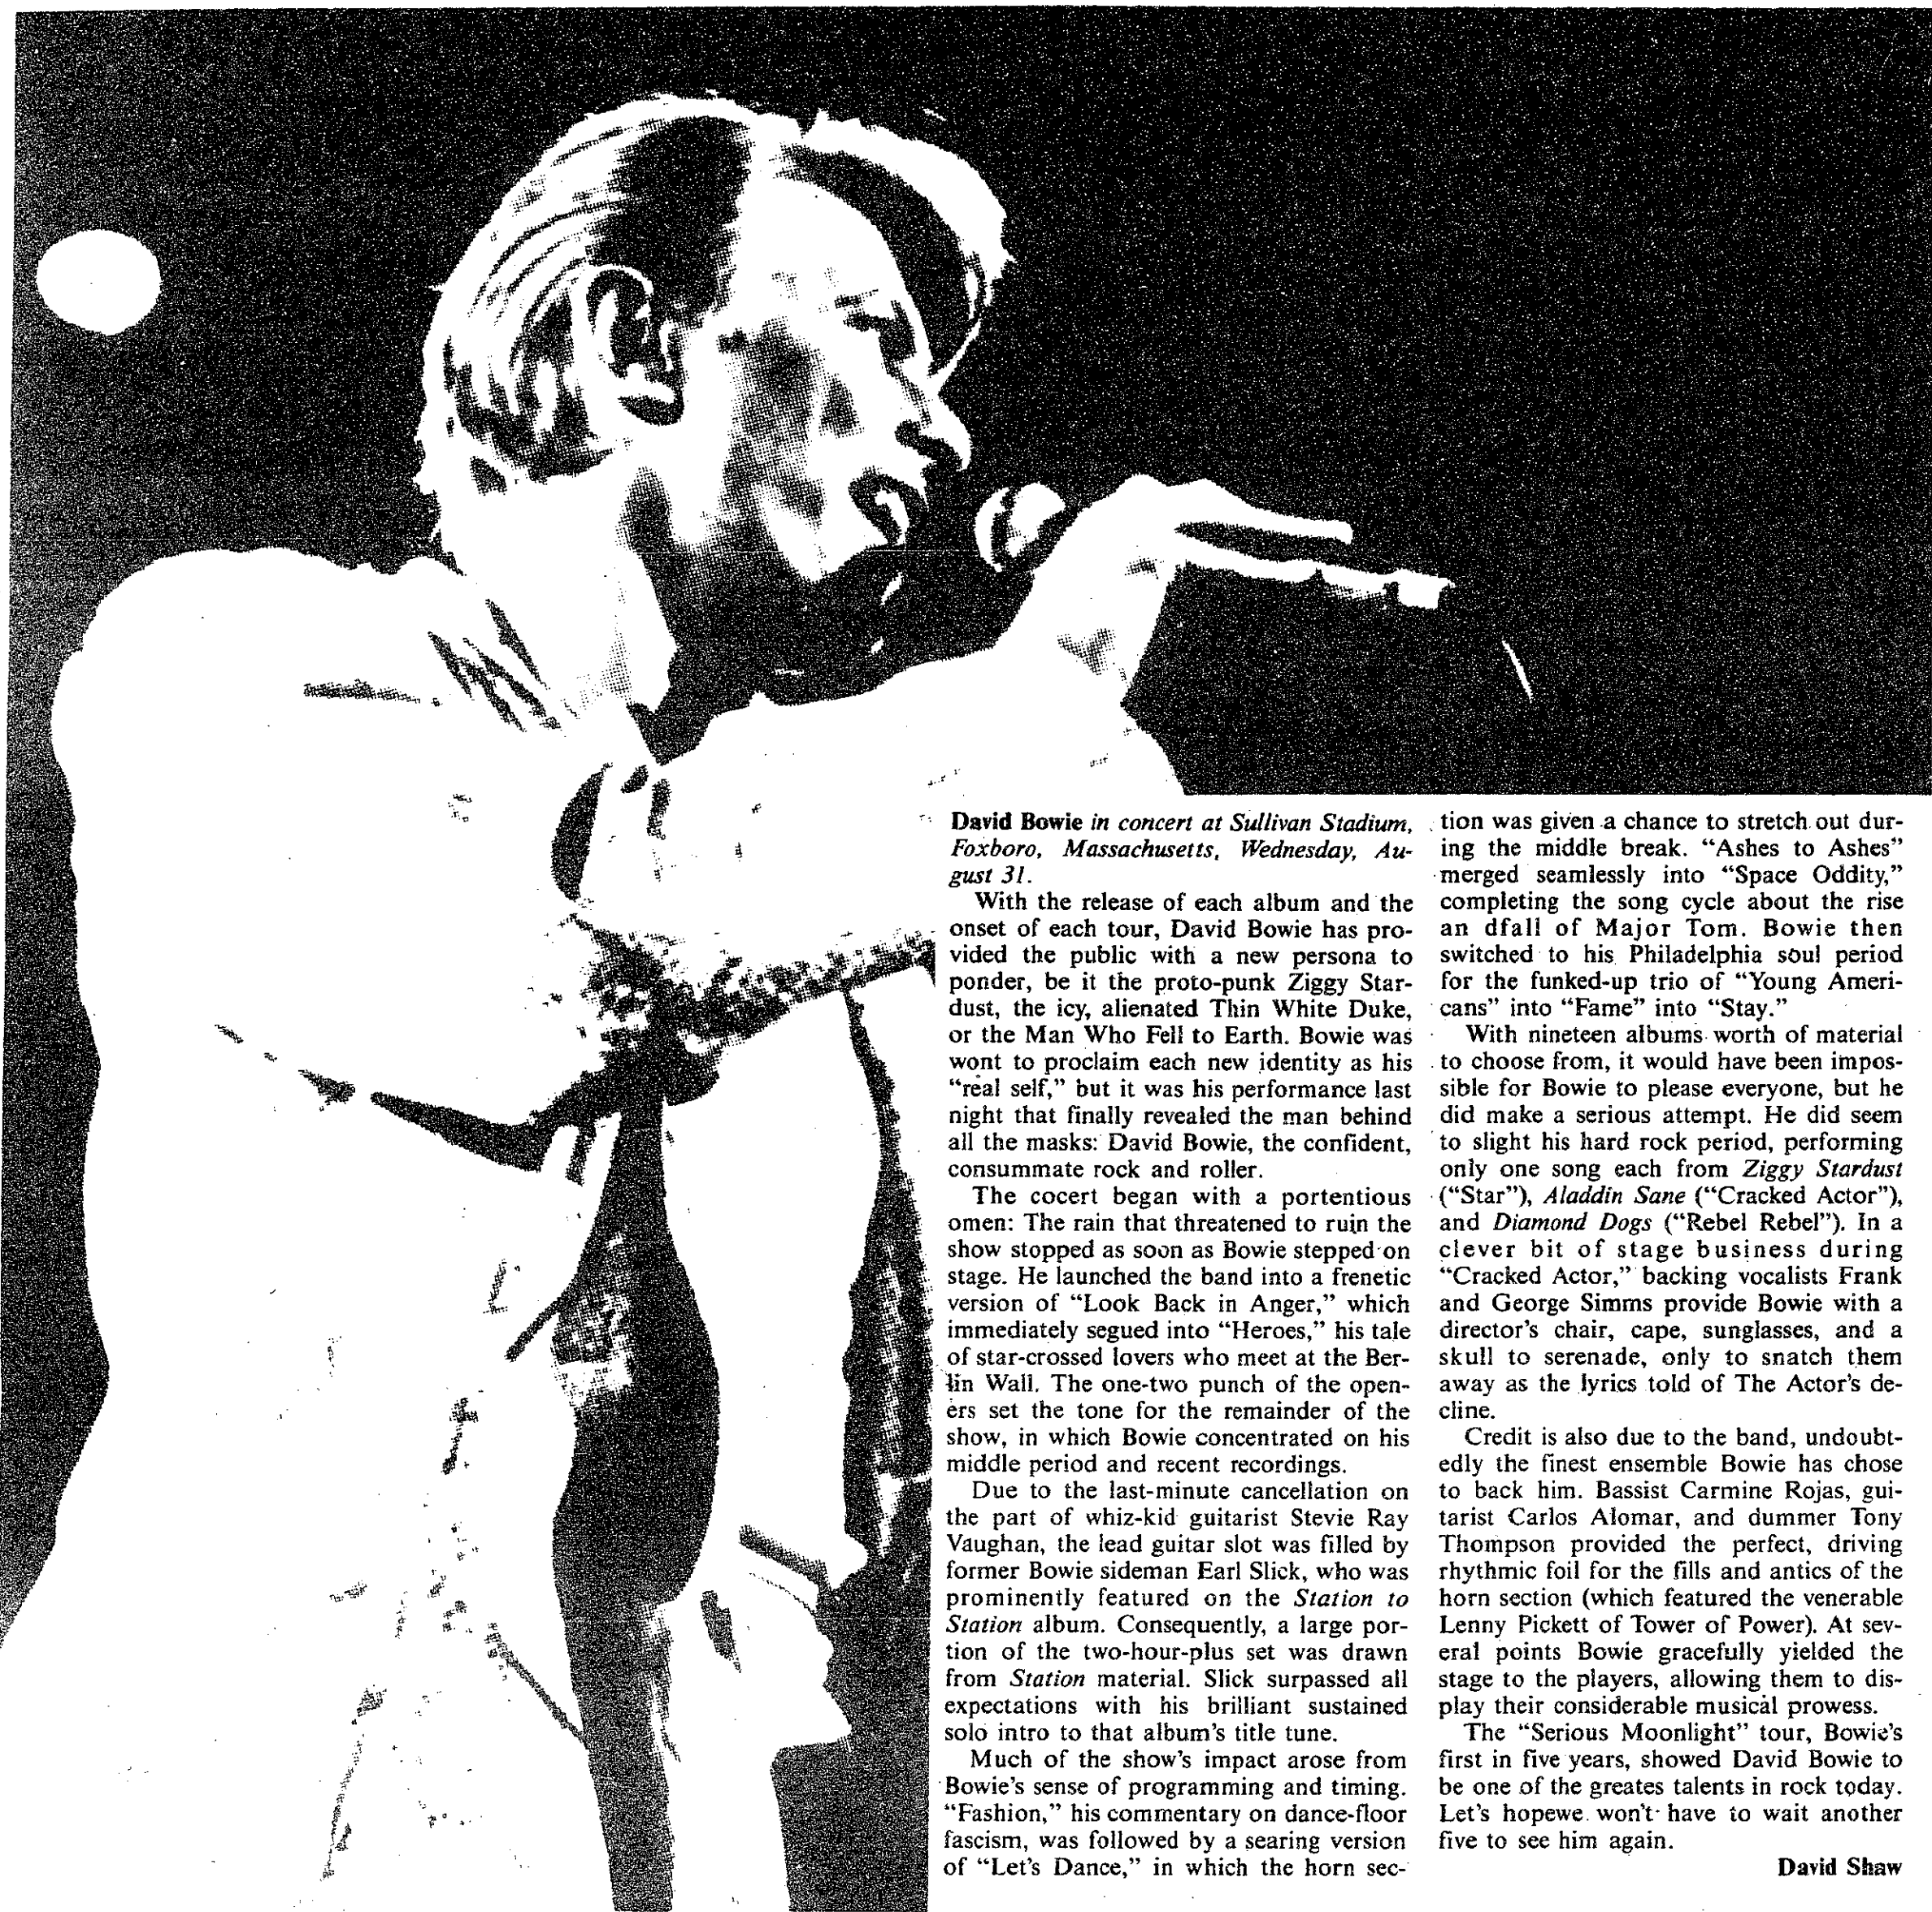 David Bowie in concert at Sullivan Stadium,
Foxboro, Massachusetts, Wednesday, Au-
gust 31.
With the release of each album and the
onset of each tour, David Bowie has pro-
vided the public with a new persona to
ponder, be it the proto-punk Ziggy Star-
dust, the icy, alienated Thin White Duke,
or the Man Who Fell to Earth. Bowie was
wont to proclaim each new identity as his
“real self,” but it was his performance last
night that finally revealed the man behind
all the masks: David Bowie, the confident,
consummate rock and roller.
The cocert began with a portentious
omen: The rain that threatened to ruin the
show stopped as soon as Bowie stepped on
stage. He launched the band into a frenetic
version of “Look Back in Anger,” which
immediately segued into “Heroes,” his tale
of star-crossed lovers who meet at the Ber-
lin Wall. The one-two punch of the open-
ers set the tone for the remainder of the
show, in which Bowie concentrated on his
middle period and recent recordings.
Due to the last-minute cancellation on
the part of whiz-kid guitarist Stevie Ray
Vaughan, the lead guitar slot was filled by
former Bowie sideman Earl Slick, who was
prominently featured on the Station to
Station album. Consequently, a large por-
tion of the two-hour-plus set was drawn
from Station material. Slick surpassed all
expectations with his brilliant sustained
solo intro to that album’s title tune.
Much of the show’s impact arose from
Bowie’s sense of programming and timing.
“Fashion,” his commentary on dance-floor
fascism, was followed by a searing version
of “Let’s Dance,” in which the horn sec-
tion was given a chance to stretch out dur-
ing the middle break. “Ashes to Ashes”
merged seamlessly into “Space Oddity,”
completing the song cycle about the rise
an dfall of Major Tom. Bowie then
switched to his Philadelphia soul period
for the funked-up trio of “Young Ameri-
cans” into “Fame” into “Stay.”
With nineteen albums worth of material
to choose from, it would have been impos-
sible for Bowie to please everyone, but he
did make a serious attempt. He did seem
to slight his hard rock period, performing
only one song each from Ziggy Stardust
(“Star”), Aladdin Sane (“Cracked Actor”),
and Diamond Dogs (“Rebel Rebel”). In a
clever bit of stage business during
“Cracked Actor,” backing vocalists Frank
and George Simms provide Bowie with a
director’s chair, cape, sunglasses, and a
skull to serenade, only to snatch them
away as the lyrics told of The Actor’s de-
cline.
Credit is also due to the band, undoubt-
edly the finest ensemble Bowie has chose
to back him. Bassist Carmine Rojas, gui-
tarist Carlos Alomar, and dummer Tony
Thompson provided the perfect, driving
rhythmic foil for the fills and antics of the
horn section (which featured the venerable
Lenny Pickett of Tower of Power). At sev-
eral points Bowie gracefully yielded the
stage to the players, allowing them to dis-
play their considerable musical prowess.
The “Serious Moonlight” tour, Bowie’s
first in five years, showed David Bowie to
be one of the greates talents in rock today.
Let’s hopewe won’t have to wait another
five to see him again.
David Shaw